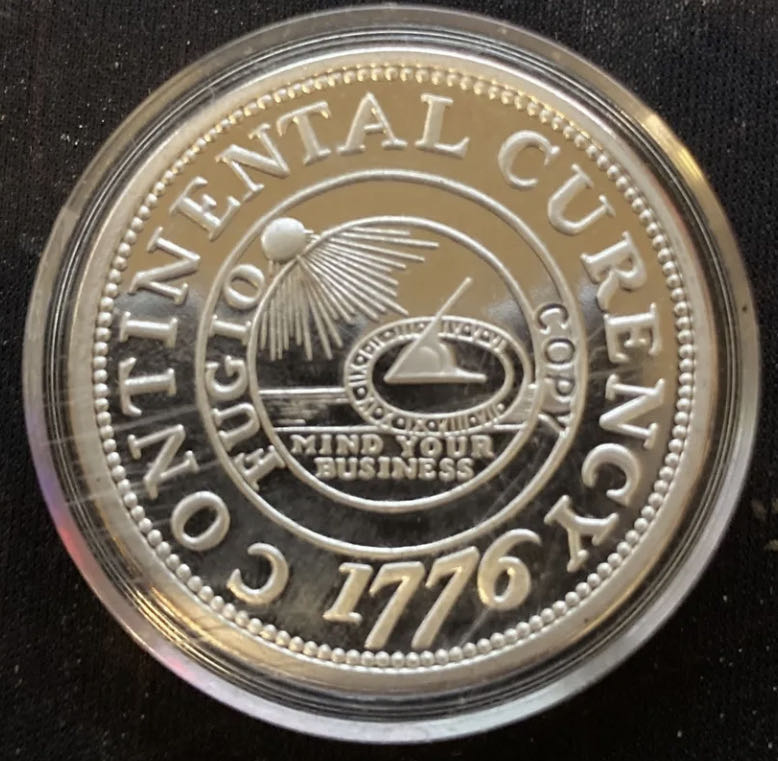 CONTINENTAL CURENCY
1776
FUGIO
COPY
MIND YOUR
BUSINESS